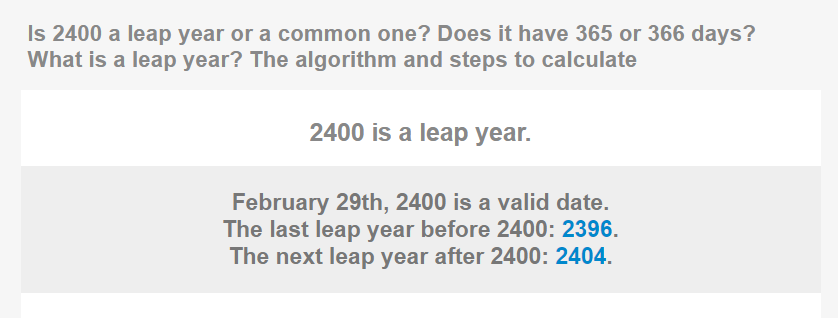 Is 2400 a leap year or a common one? Does it have 365 or 366 days?
What is a leap year? The algorithm and steps to calculate
2400 is a leap year.
February 29th, 2400 is a valid date.
The last leap year before 2400: 2396.
The next leap year after 2400: 2404.